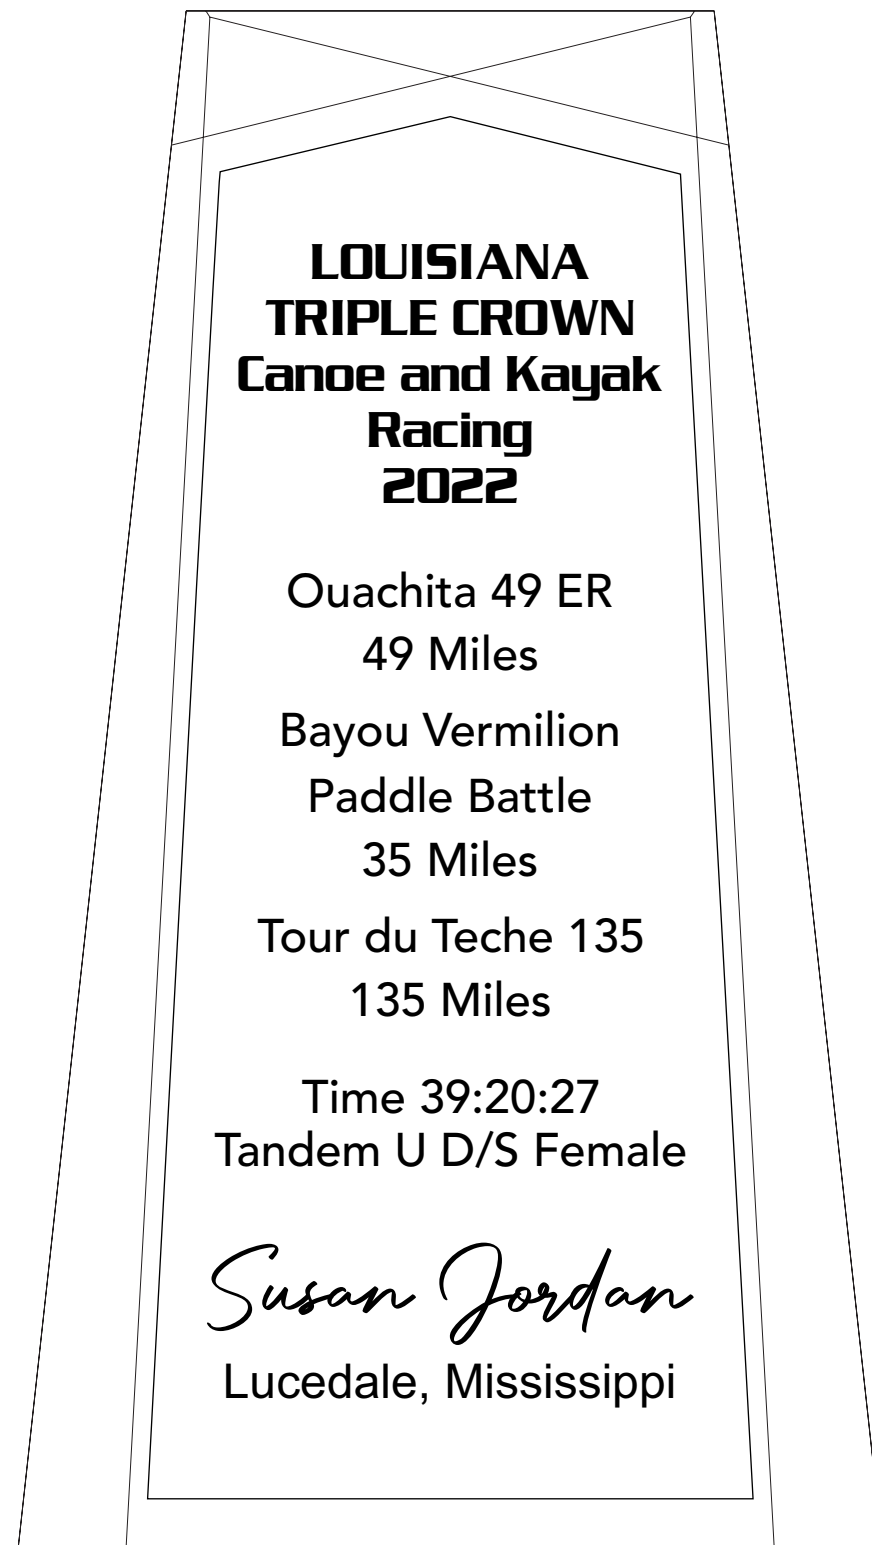 LOUISIANA
TRIPLE CROWN
Canoe and Kayak
Racing
2022
Ouachita 49 ER
49 Miles
Bayou Vermilion
Paddle Battle
35 Miles
Tour du Teche 135
135 Miles
Time 39:20:27
Tandem U D/S Female
Susan Jordan
Lucedale, Mississippi